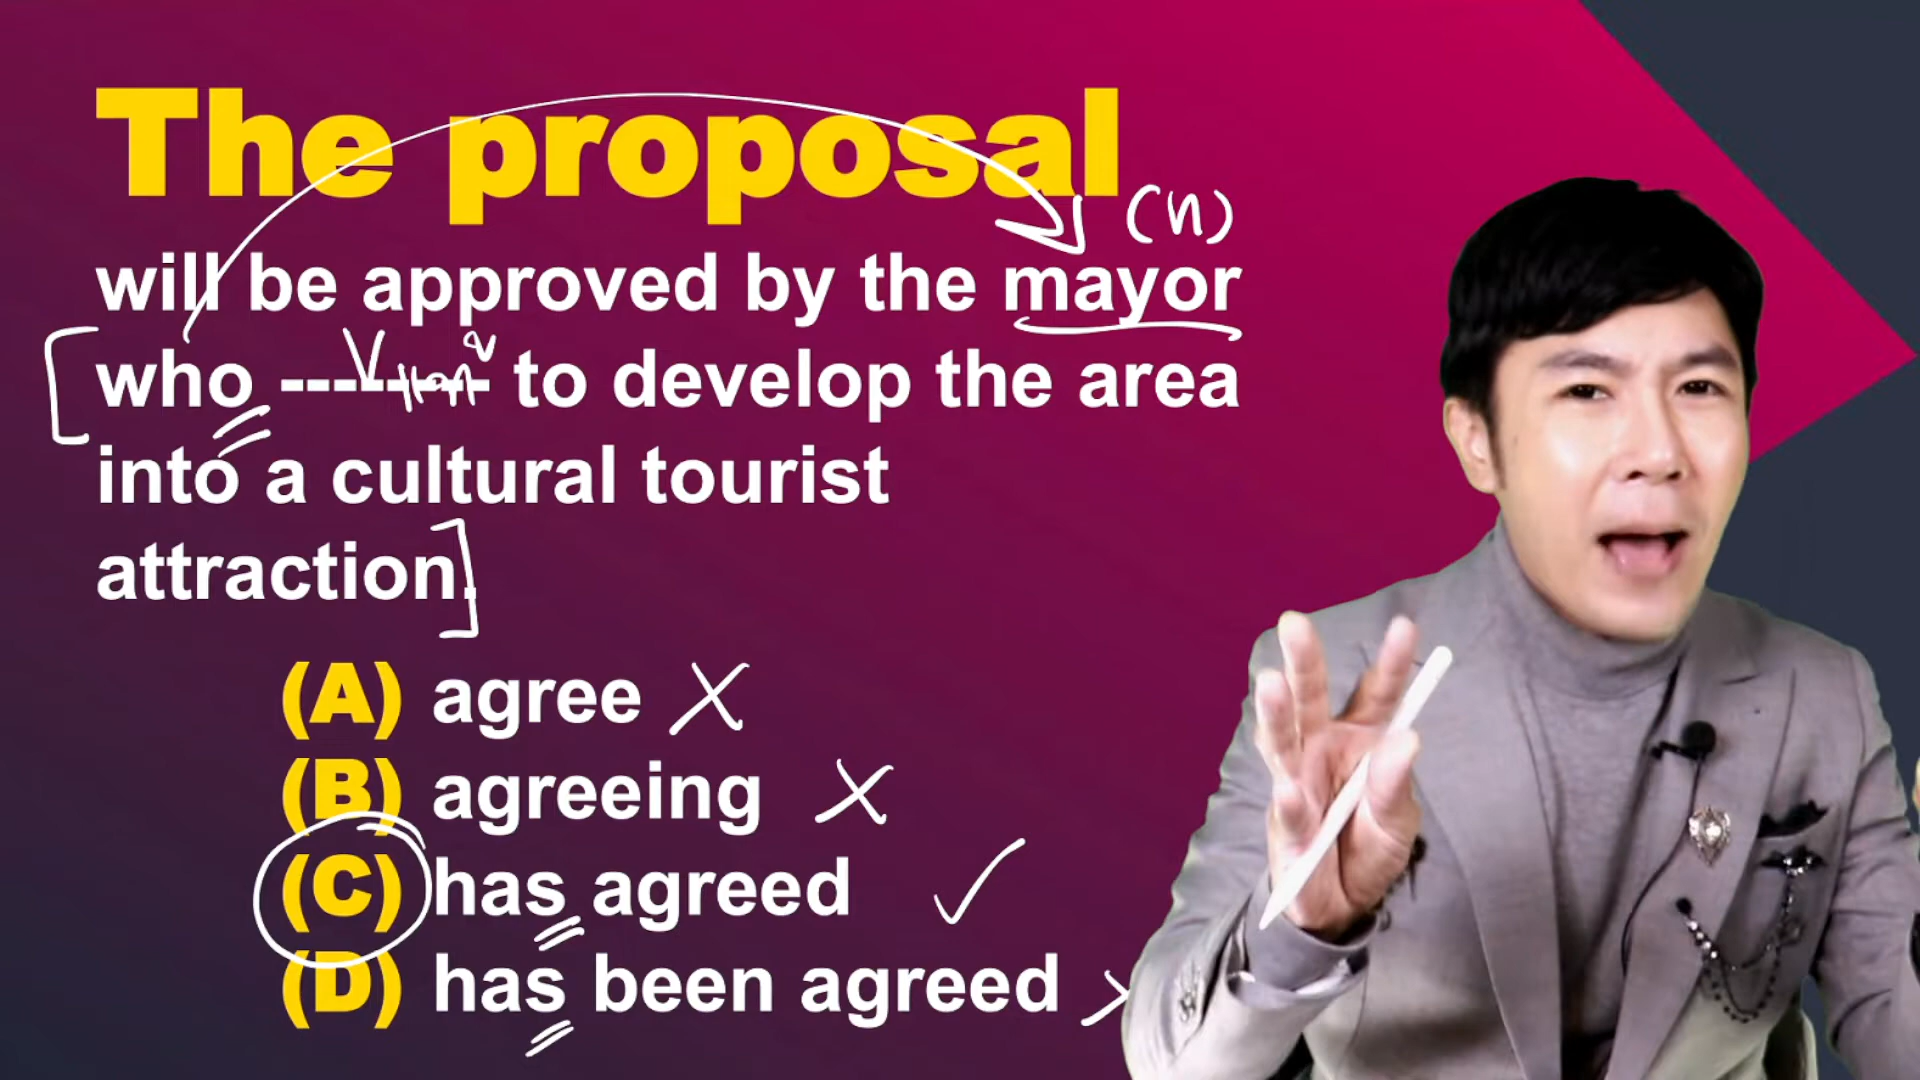 The proposal
(n)
will be approved by the mayor
who -------- to develop the area
into a cultural tourist
attraction.
(A) agree X
(B) agreeing X
(C) has agreed ✓
(D) has been agreed X